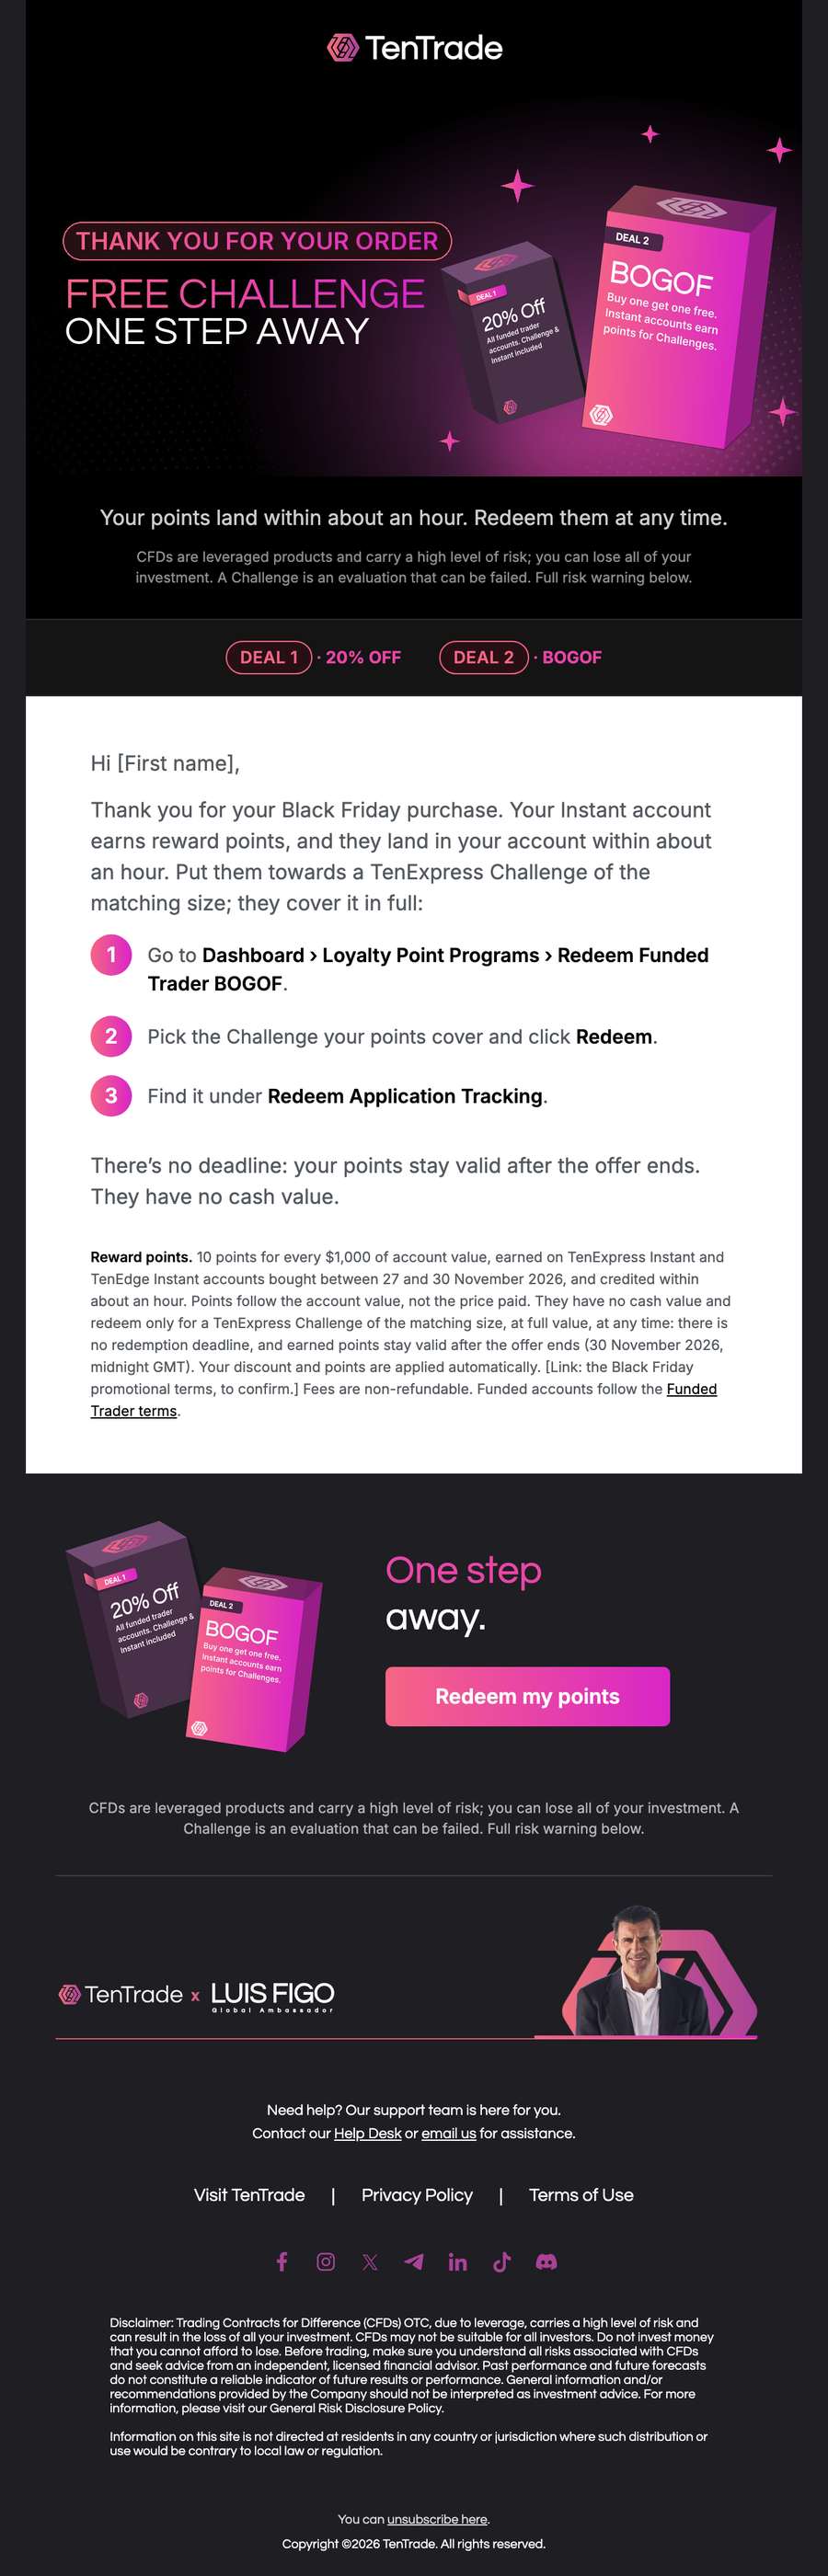 TenTrade
THANK YOU FOR YOUR ORDER
FREE CHALLENGE
ONE STEP AWAY
DEAL 1
20% Off
All funded trader
accounts. Challenge &
Instant included
DEAL 2
BOGOF
Buy one get one free.
Instant accounts earn
points for Challenges.
Your points land within about an hour. Redeem them at any time.
CFDs are leveraged products and carry a high level of risk; you can lose all of your
investment. A Challenge is an evaluation that can be failed. Full risk warning below.
DEAL 1 · 20% OFF DEAL 2 · BOGOF
Hi [First name],
Thank you for your Black Friday purchase. Your Instant account
earns reward points, and they land in your account within about
an hour. Put them towards a TenExpress Challenge of the
matching size; they cover it in full:
1 Go to Dashboard › Loyalty Point Programs › Redeem Funded
Trader BOGOF.
2 Pick the Challenge your points cover and click Redeem.
3 Find it under Redeem Application Tracking.
There’s no deadline: your points stay valid after the offer ends.
They have no cash value.
Reward points. 10 points for every $1,000 of account value, earned on TenExpress Instant and
TenEdge Instant accounts bought between 27 and 30 November 2026, and credited within
about an hour. Points follow the account value, not the price paid. They have no cash value and
redeem only for a TenExpress Challenge of the matching size, at full value, at any time: there is
no redemption deadline, and earned points stay valid after the offer ends (30 November 2026,
midnight GMT). Your discount and points are applied automatically. [Link: the Black Friday
promotional terms, to confirm.] Fees are non-refundable. Funded accounts follow the Funded
Trader terms.
DEAL 1
20% Off
All funded trader
accounts. Challenge &
Instant included
DEAL 2
BOGOF
Buy one get one free.
Instant accounts earn
points for Challenges.
One step
away.
Redeem my points
CFDs are leveraged products and carry a high level of risk; you can lose all of your investment. A
Challenge is an evaluation that can be failed. Full risk warning below.
TenTrade x LUIS FIGO
Global Ambassador
Need help? Our support team is here for you.
Contact our Help Desk or email us for assistance.
Visit TenTrade | Privacy Policy | Terms of Use
Disclaimer: Trading Contracts for Difference (CFDs) OTC, due to leverage, carries a high level of risk and
can result in the loss of all your investment. CFDs may not be suitable for all investors. Do not invest money
that you cannot afford to lose. Before trading, make sure you understand all risks associated with CFDs
and seek advice from an independent, licensed financial advisor. Past performance and future forecasts
do not constitute a reliable indicator of future results or performance. General information and/or
recommendations provided by the Company should not be interpreted as investment advice. For more
information, please visit our General Risk Disclosure Policy.
Information on this site is not directed at residents in any country or jurisdiction where such distribution or
use would be contrary to local law or regulation.
You can unsubscribe here.
Copyright ©2026 TenTrade. All rights reserved.